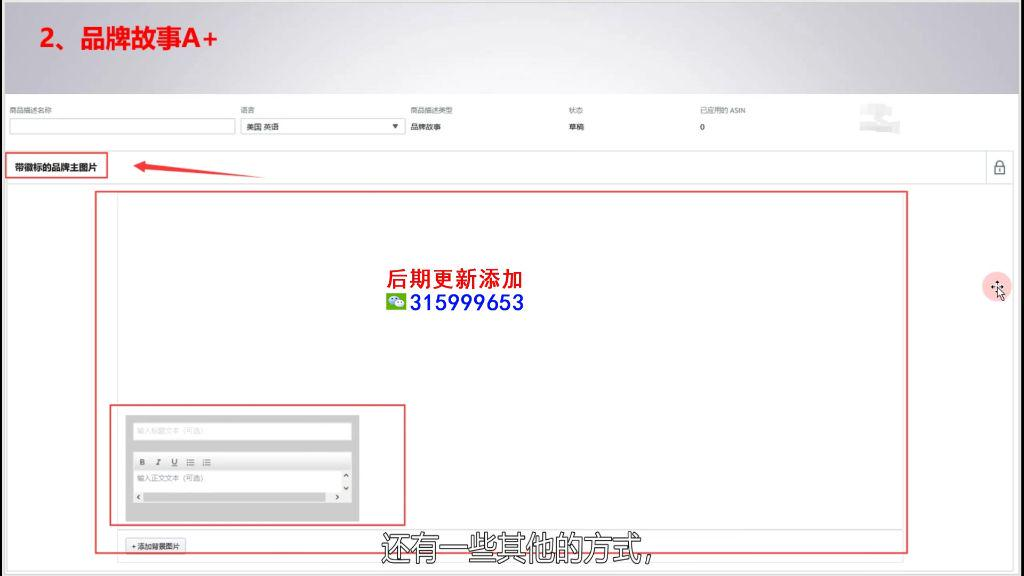 2、品牌故事A+
商品描述名称 语言 商品描述类型 状态 已应用的 ASIN
美国 英语 品牌故事 草稿 0
带徽标的品牌主图片
后期更新添加
315999653
输入标题文本（可选）
B I U
输入正文文本（可选）
+ 添加背景图片
还有一些其他的方式，